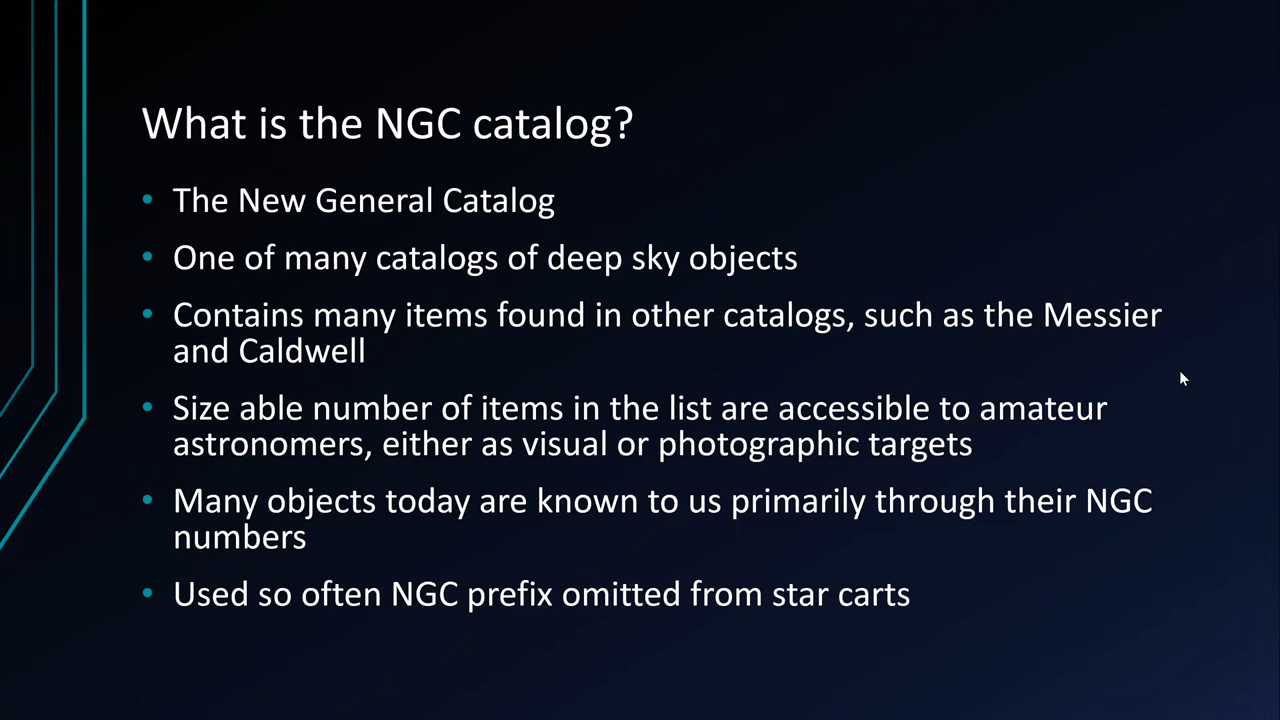 What is the NGC catalog?
• The New General Catalog
• One of many catalogs of deep sky objects
• Contains many items found in other catalogs, such as the Messier
and Caldwell
• Size able number of items in the list are accessible to amateur
astronomers, either as visual or photographic targets
• Many objects today are known to us primarily through their NGC
numbers
• Used so often NGC prefix omitted from star carts